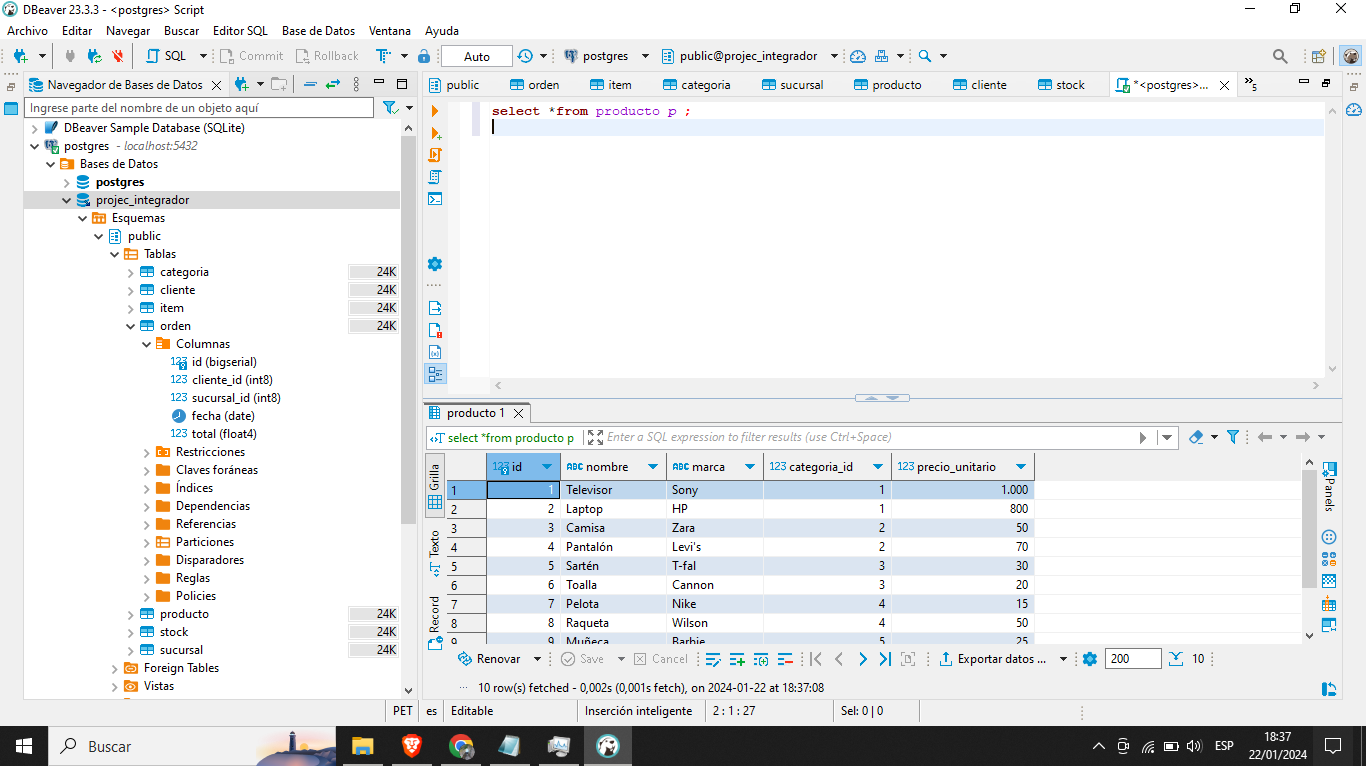 DBeaver 23.3.3 - <postgres> Script
Archivo Editar Navegar Buscar Editor SQL Base de Datos Ventana Ayuda
SQL Commit Rollback Auto postgres public@projec_integrador
Navegador de Bases de Datos
public orden item categoria sucursal producto cliente stock *<postgres>... »5
Ingrese parte del nombre de un objeto aquí
DBeaver Sample Database (SQLite)
postgres - localhost:5432
Bases de Datos
postgres
projec_integrador
Esquemas
public
Tablas
categoria 24K
cliente 24K
item 24K
orden 24K
Columnas
123 id (bigserial)
123 cliente_id (int8)
123 sucursal_id (int8)
fecha (date)
123 total (float4)
Restricciones
Claves foráneas
Índices
Dependencias
Referencias
Particiones
Disparadores
Reglas
Policies
producto 24K
stock 24K
sucursal 24K
Foreign Tables
Vistas
select *from producto p ;
producto 1
select *from producto p Enter a SQL expression to filter results (use Ctrl+Space)
Grilla
Texto
Record
123 id ABC nombre ABC marca 123 categoria_id 123 precio_unitario
1 1 Televisor Sony 1 1.000
2 2 Laptop HP 1 800
3 3 Camisa Zara 2 50
4 4 Pantalón Levi's 2 70
5 5 Sartén T-fal 3 30
6 6 Toalla Cannon 3 20
7 7 Pelota Nike 4 15
8 8 Raqueta Wilson 4 50
9 9 Muñeca Barbie 5 25
Panels
Renovar Save Cancel Exportar datos ... 200 10
10 row(s) fetched - 0,002s (0,001s fetch), on 2024-01-22 at 18:37:08
PET es Editable Inserción inteligente 2 : 1 : 27 Sel: 0 | 0
Buscar
ESP
18:37
22/01/2024